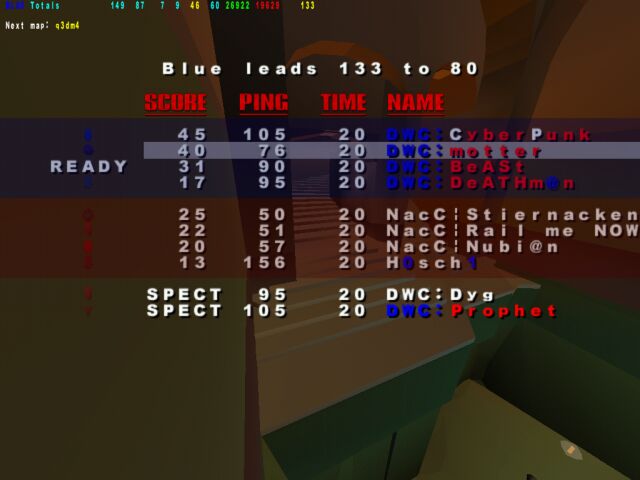 BLUE Totals 149 87 7 9 46 60 26922 19629 133
Next map: q3dm4
Blue leads 133 to 80
SCORE PING TIME NAME
45 105 20 DWC:CyberPunk
40 76 20 DWC:motter
READY 31 90 20 DWC:BeASt
17 95 20 DWC:DeATHm@n
25 50 20 NacC¦Stiernacken
22 51 20 NacC¦Rail me NOW
20 57 20 NacC¦Nubi@n
13 156 20 H0sch1
SPECT 95 20 DWC:Dyg
SPECT 105 20 DWC:Prophet